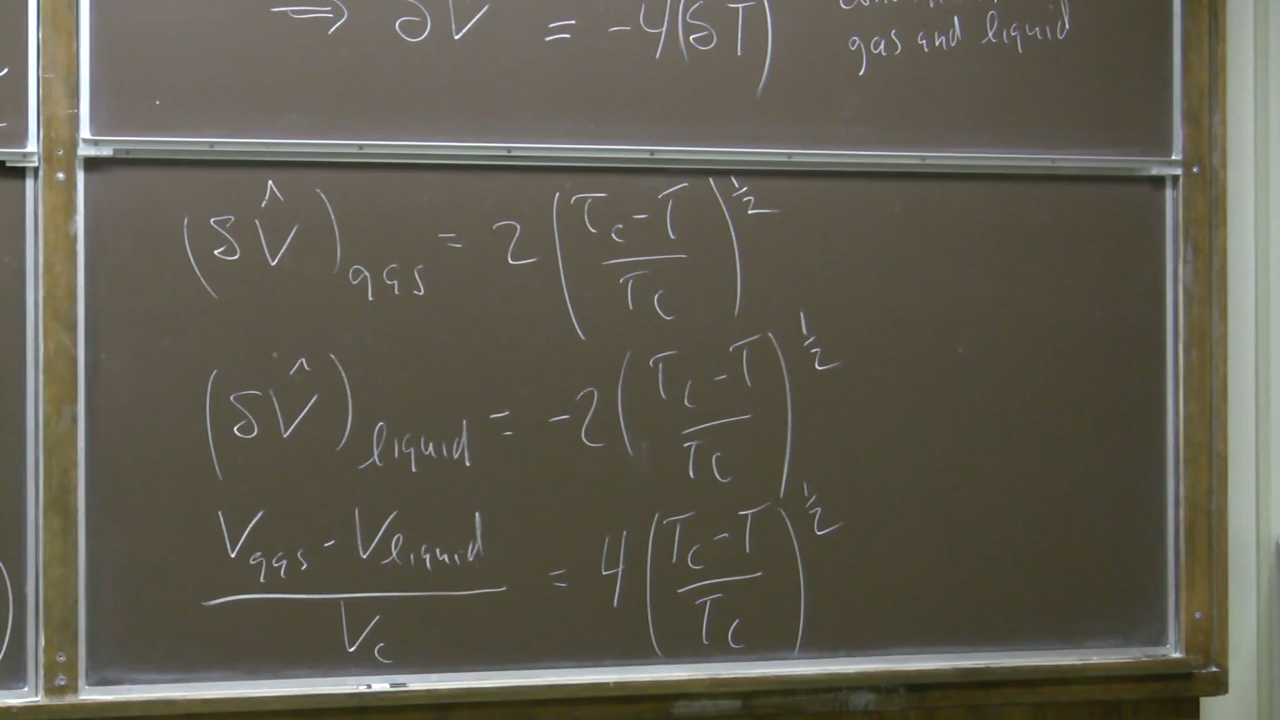 ⟹ δV = -4(δT)
gas and liquid
(δV̂)gas = 2((Tc-T)/Tc)^½
(δV̂)liquid = -2((Tc-T)/Tc)^½
(Vgas - Vliquid)/Vc = 4((Tc-T)/Tc)^½